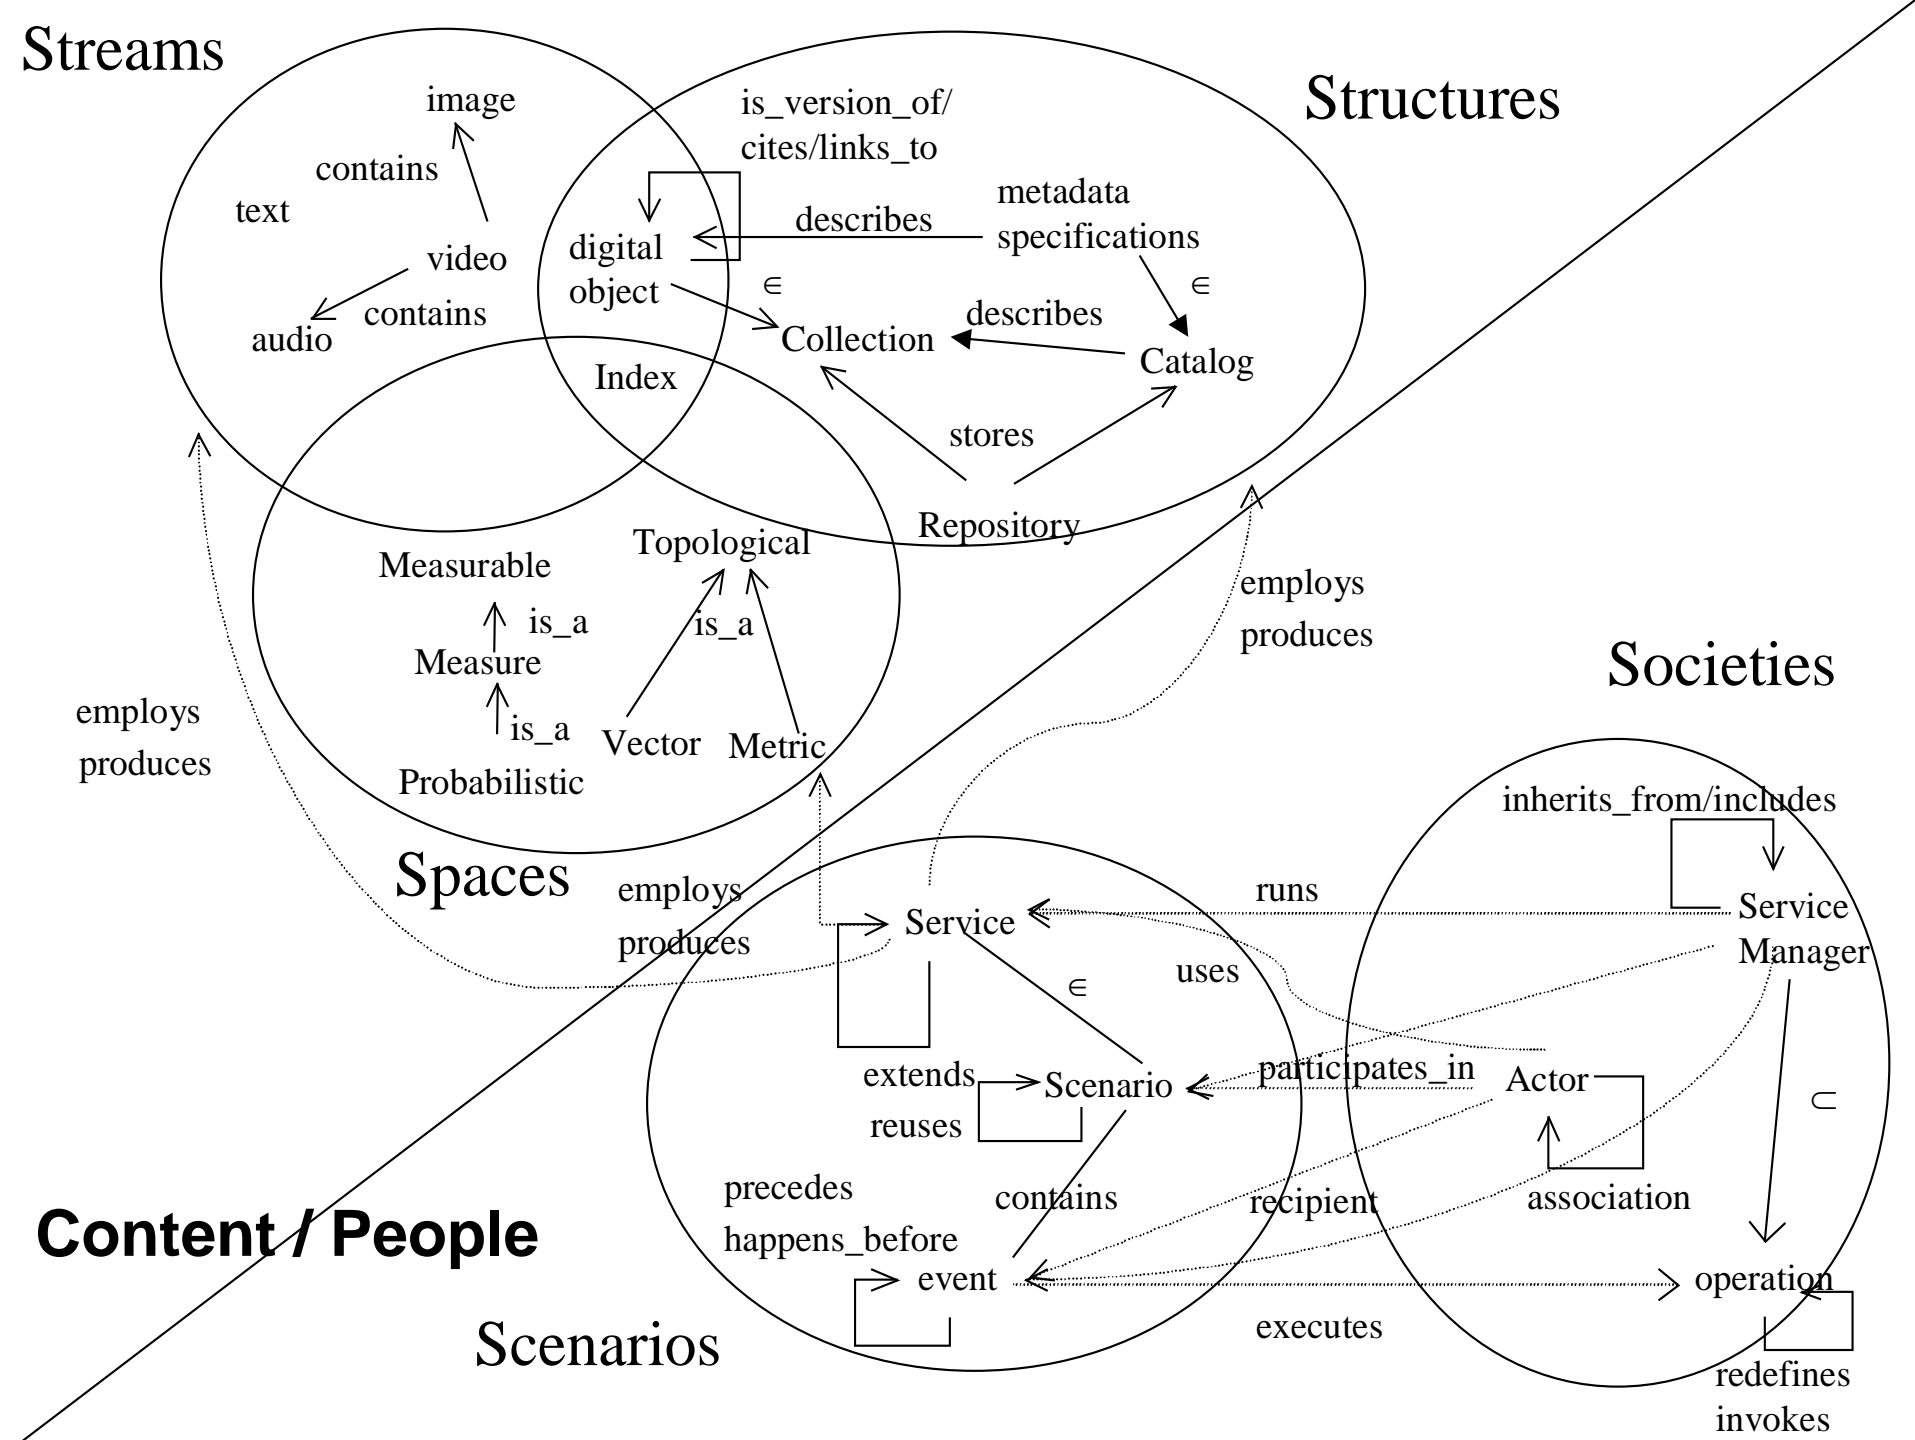 Streams
image
contains
text
video
contains
audio
is_version_of/
cites/links_to
Structures
metadata
specifications
describes
digital
object
∈
∈
describes
Collection
Catalog
Index
stores
Repository
Topological
Measurable
is_a
is_a
Measure
is_a
Vector
Metric
Probabilistic
Spaces
employs
produces
employs
produces
employs
produces
Societies
inherits_from/includes
Service
Manager
runs
Service
uses
∈
extends
reuses
Scenario
participates_in
Actor
⊂
association
precedes
happens_before
contains
recipient
event
operation
executes
redefines
invokes
Content / People
Scenarios